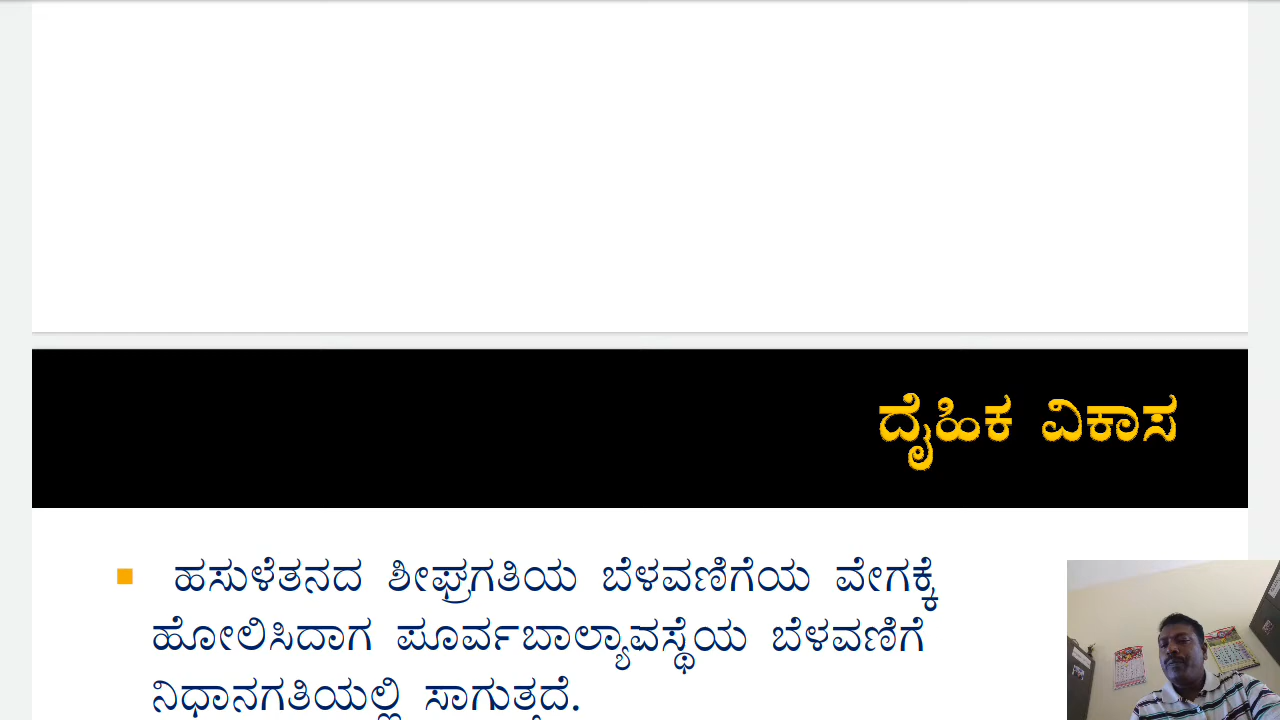 ದೈಹಿಕ ವಿಕಾಸ
ಹಸುಳೆತನದ ಶೀಘ್ರಗತಿಯ ಬೆಳವಣಿಗೆಯ ವೇಗಕ್ಕೆ
ಹೋಲಿಸಿದಾಗ ಪೂರ್ವಬಾಲ್ಯಾವಸ್ಥೆಯ ಬೆಳವಣಿಗೆ
ನಿಧಾನಗತಿಯಲ್ಲಿ ಸಾಗುತ್ತದೆ.